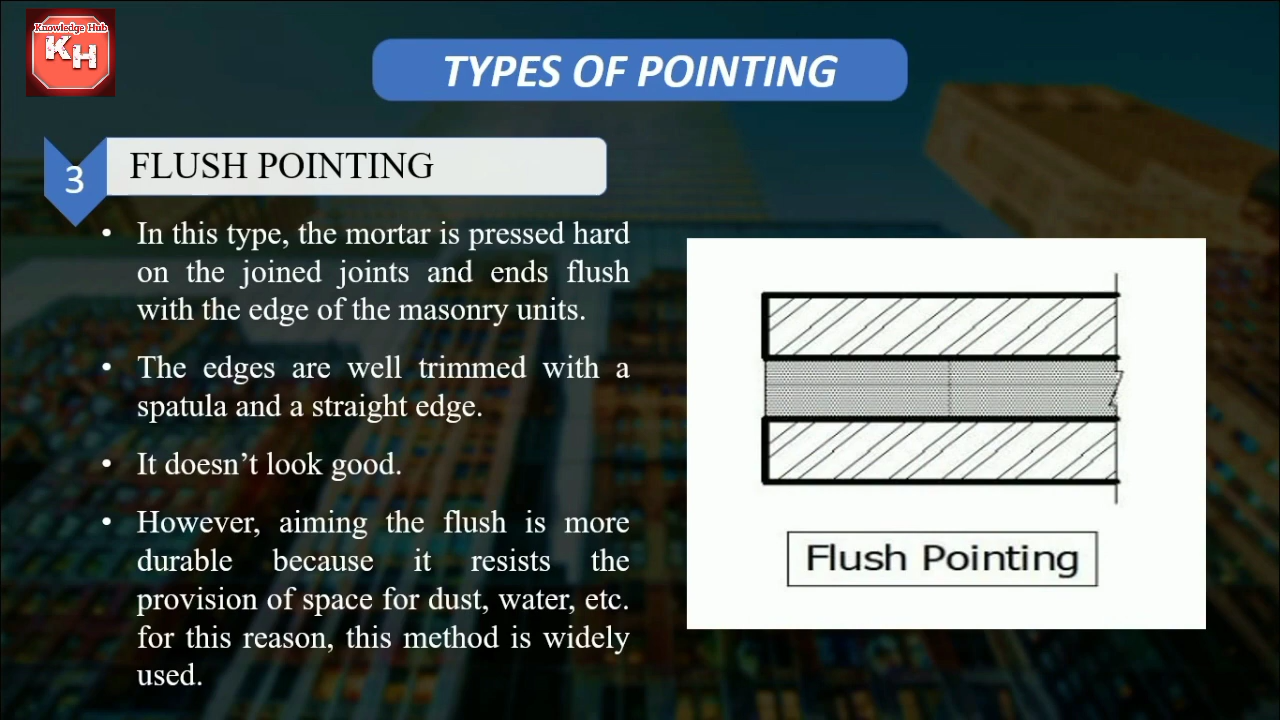 Knowledge Hub
KH
TYPES OF POINTING
3
FLUSH POINTING
• In this type, the mortar is pressed hard
on the joined joints and ends flush
with the edge of the masonry units.
• The edges are well trimmed with a
spatula and a straight edge.
• It doesn’t look good.
• However, aiming the flush is more
durable because it resists the
provision of space for dust, water, etc.
for this reason, this method is widely
used.
Flush Pointing